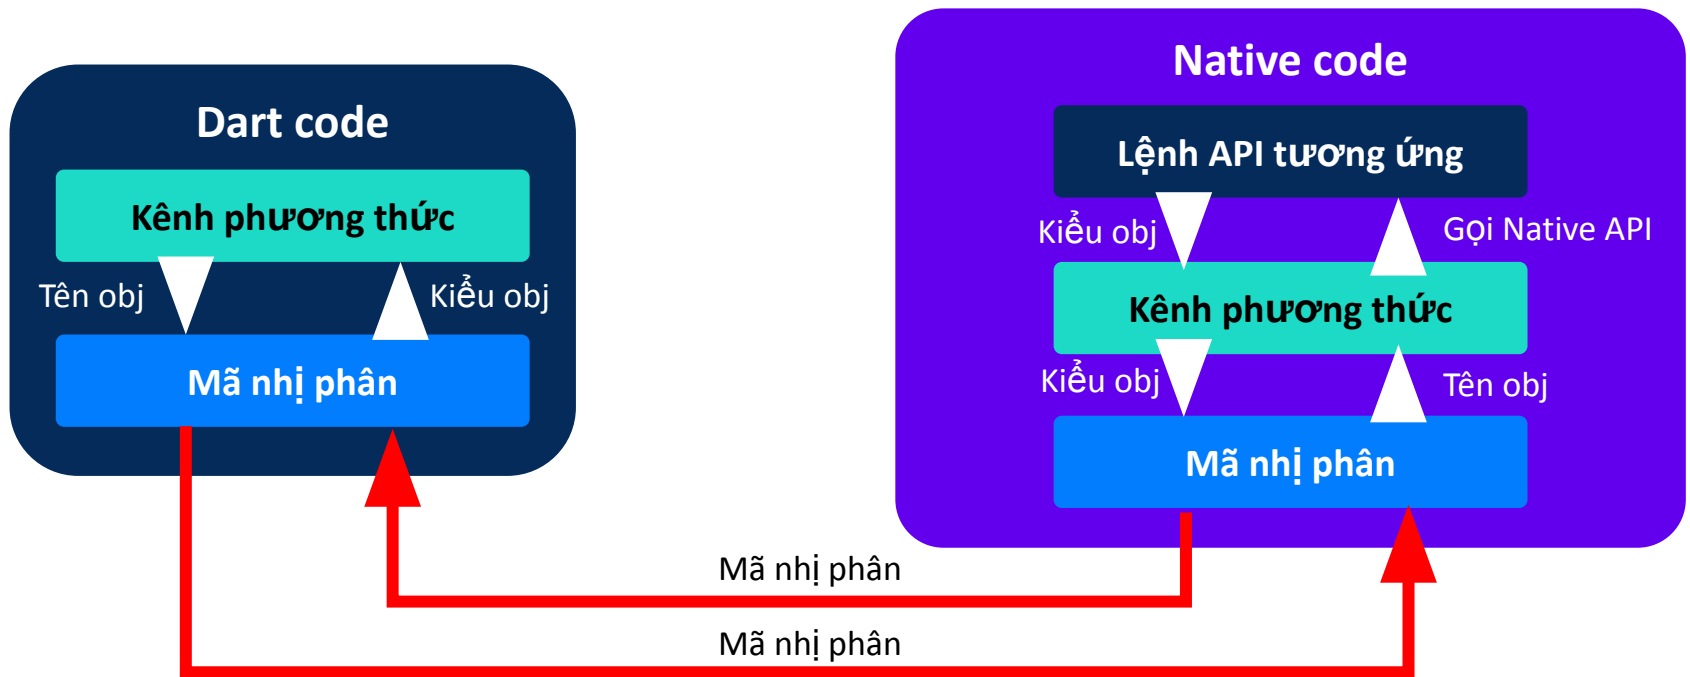 Dart code
Kênh phương thức
Tên obj
Kiểu obj
Mã nhị phân
Native code
Lệnh API tương ứng
Kiểu obj
Gọi Native API
Kênh phương thức
Kiểu obj
Tên obj
Mã nhị phân
Mã nhị phân
Mã nhị phân